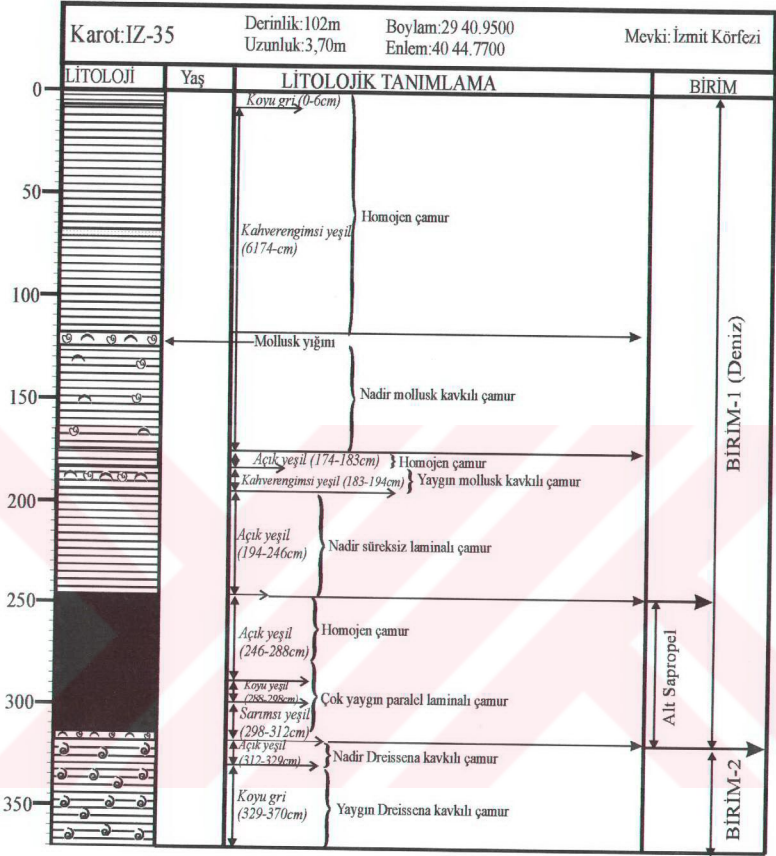 Karot:IZ-35
Derinlik:102m
Uzunluk:3,70m
Boylam:29 40.9500
Enlem:40 44.7700
Mevki: İzmit Körfezi
LİTOLOJİ
Yaş
LİTOLOJİK TANIMLAMA
BİRİM
0
50
100
150
200
250
300
350
Koyu gri (0-6cm)
Homojen çamur
Kahverengimsi yeşil
(6174-cm)
Mollusk yığını
Nadir mollusk kavkılı çamur
Açık yeşil (174-183cm)
Homojen çamur
Kahverengimsi yeşil (183-194cm)
Yaygın mollusk kavkılı çamur
Açık yeşil
(194-246cm)
Nadir süreksiz laminalı çamur
Açık yeşil
(246-288cm)
Homojen çamur
Koyu yeşil
(288-298cm)
Çok yaygın paralel laminalı çamur
Sarımsı yeşil
(298-312cm)
Açık yeşil
(312-329cm)
Nadir Dreissena kavkılı çamur
Koyu gri
(329-370cm)
Yaygın Dreissena kavkılı çamur
Alt Sapropel
BİRİM-1 (Deniz)
BİRİM-2